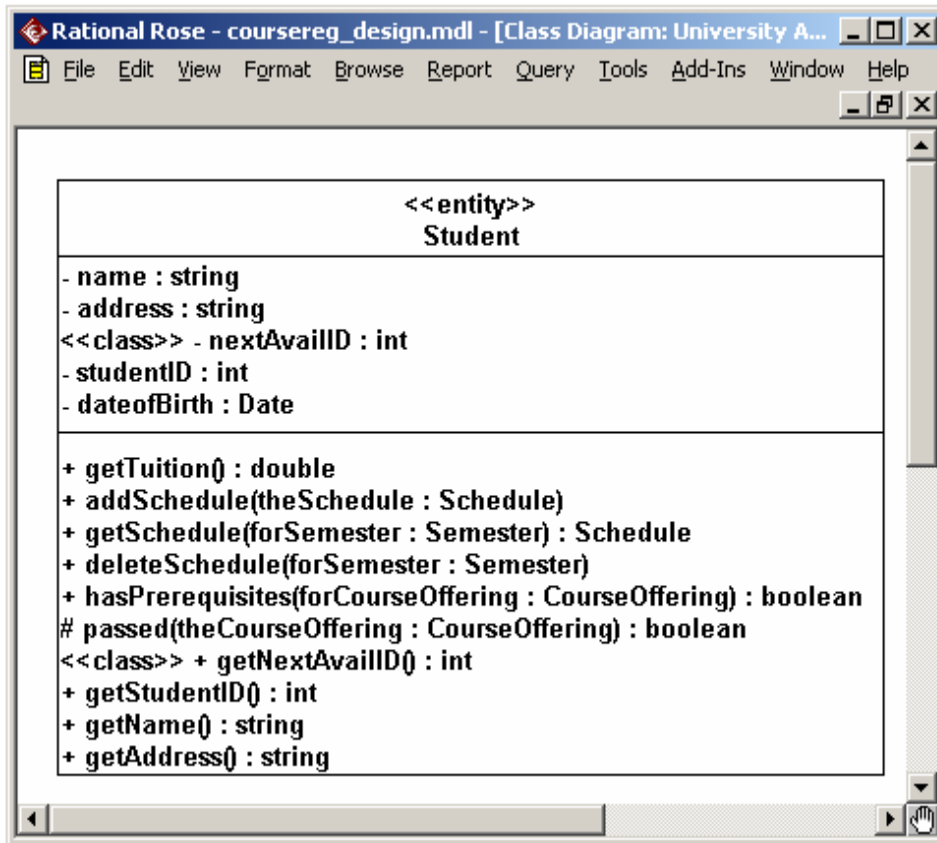 Rational Rose - coursereg_design.mdl - [Class Diagram: University A...
File Edit View Format Browse Report Query Tools Add-Ins Window Help
<<entity>>
Student
- name : string
- address : string
<<class>> - nextAvailID : int
- studentID : int
- dateofBirth : Date
+ getTuition() : double
+ addSchedule(theSchedule : Schedule)
+ getSchedule(forSemester : Semester) : Schedule
+ deleteSchedule(forSemester : Semester)
+ hasPrerequisites(forCourseOffering : CourseOffering) : boolean
# passed(theCourseOffering : CourseOffering) : boolean
<<class>> + getNextAvailID() : int
+ getStudentID() : int
+ getName() : string
+ getAddress() : string